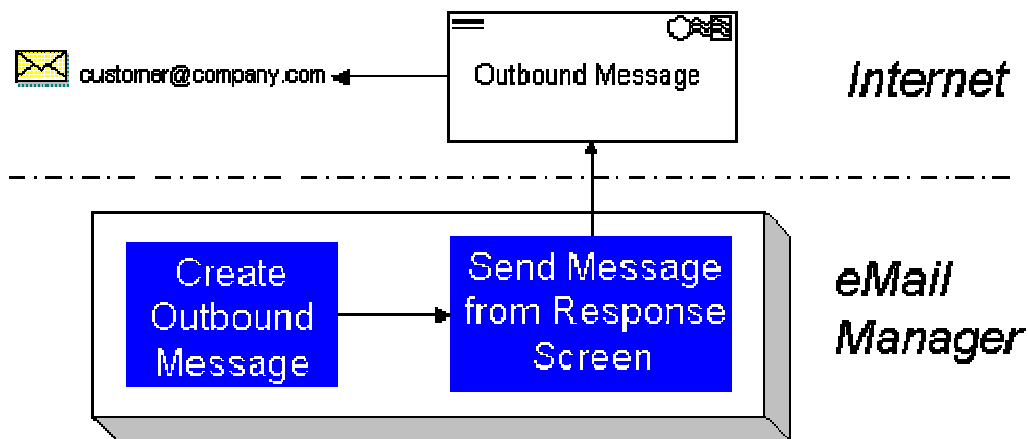 customer@company.com
Outbound Message
Internet
Create
Outbound
Message
Send Message
from Response
Screen
eMail
Manager